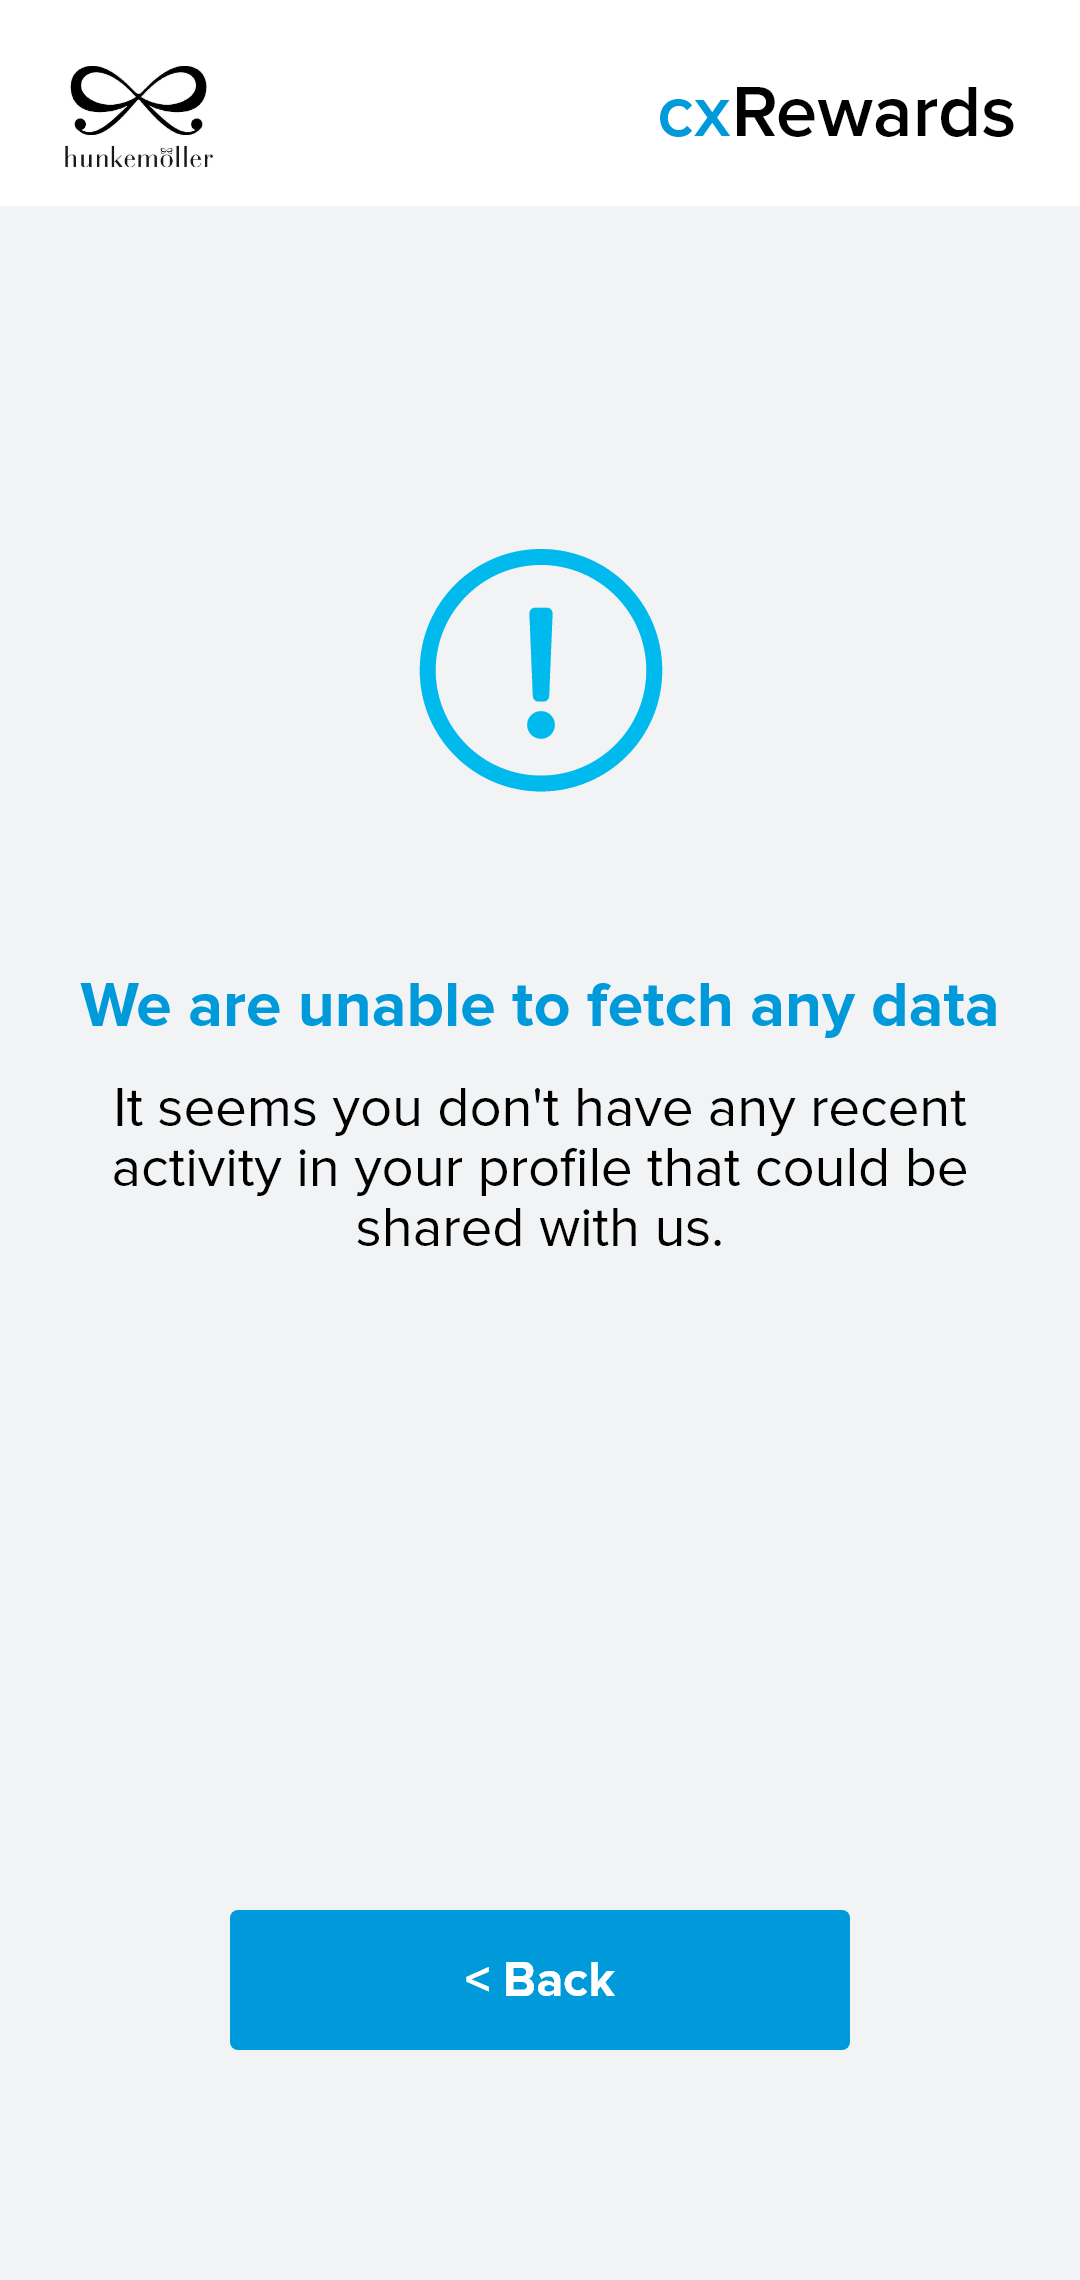 hunkemöller
cxRewards
We are unable to fetch any data
It seems you don't have any recent
activity in your profile that could be
shared with us.
< Back